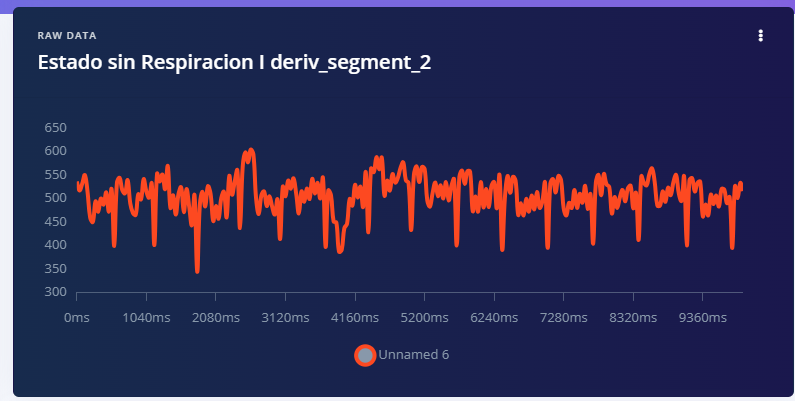 RAW DATA
Estado sin Respiracion I deriv_segment_2
650
600
550
500
450
400
350
300
0ms 1040ms 2080ms 3120ms 4160ms 5200ms 6240ms 7280ms 8320ms 9360ms
Unnamed 6